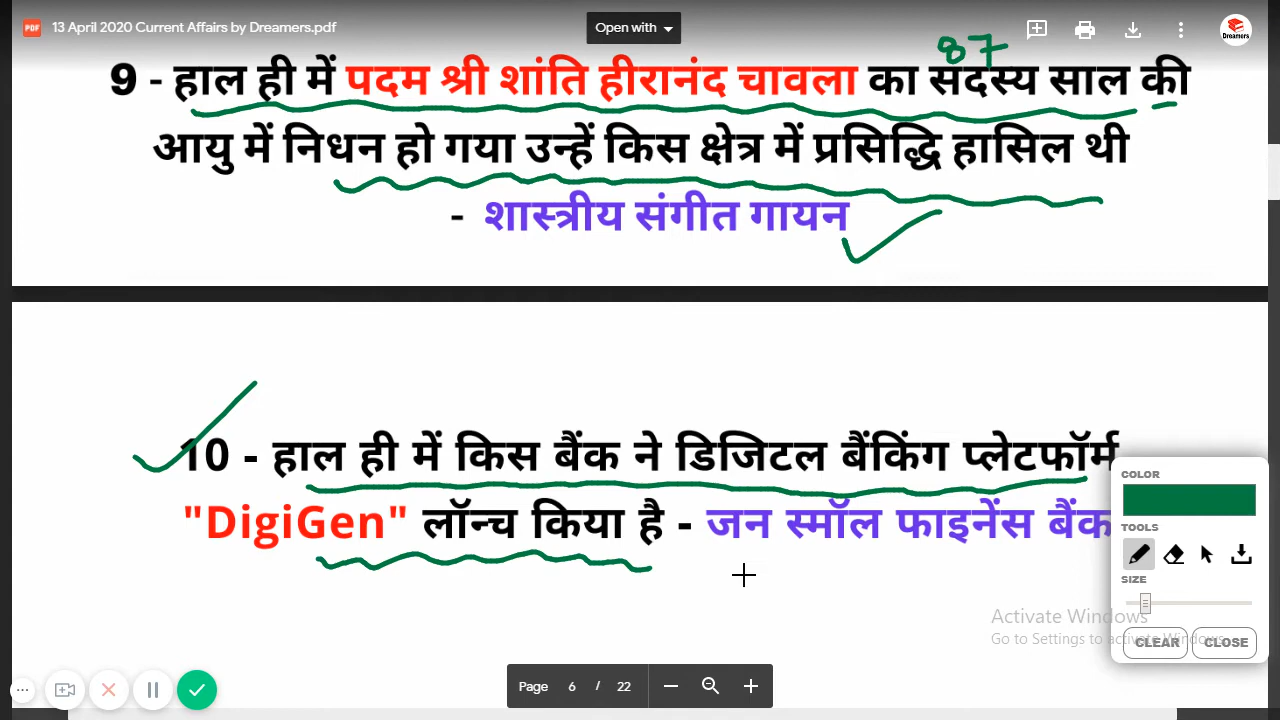 PDF 13 April 2020 Current Affairs by Dreamers.pdf
Open with
Dreamers
87
9 - हाल ही में पदम श्री शांति हीरानंद चावला का सदस्य साल की
आयु में निधन हो गया उन्हें किस क्षेत्र में प्रसिद्धि हासिल थी
- शास्त्रीय संगीत गायन
10 - हाल ही में किस बैंक ने डिजिटल बैंकिंग प्लेटफॉर्म
"DigiGen" लॉन्च किया है - जन स्मॉल फाइनेंस बैंक
COLOR
TOOLS
SIZE
CLEAR CLOSE
Activate Windows
Go to Settings to activate Windows.
Page 6 / 22